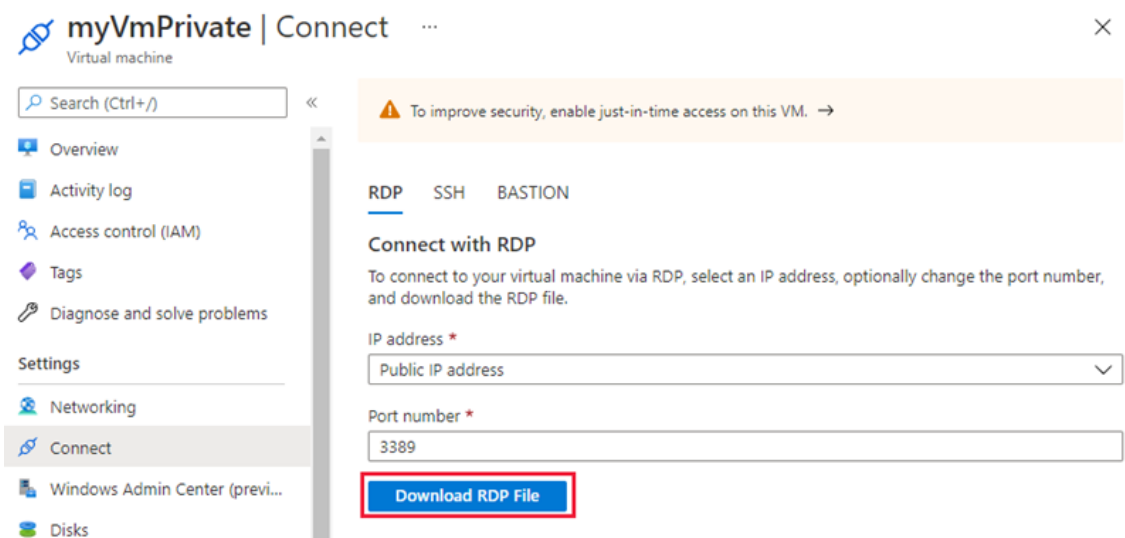 myVmPrivate | Connect ...
Virtual machine
Search (Ctrl+/)
«
Overview
Activity log
Access control (IAM)
Tags
Diagnose and solve problems
Settings
Networking
Connect
Windows Admin Center (previ...
Disks
To improve security, enable just-in-time access on this VM. →
RDP SSH BASTION
Connect with RDP
To connect to your virtual machine via RDP, select an IP address, optionally change the port number,
and download the RDP file.
IP address *
Public IP address
Port number *
3389
Download RDP File